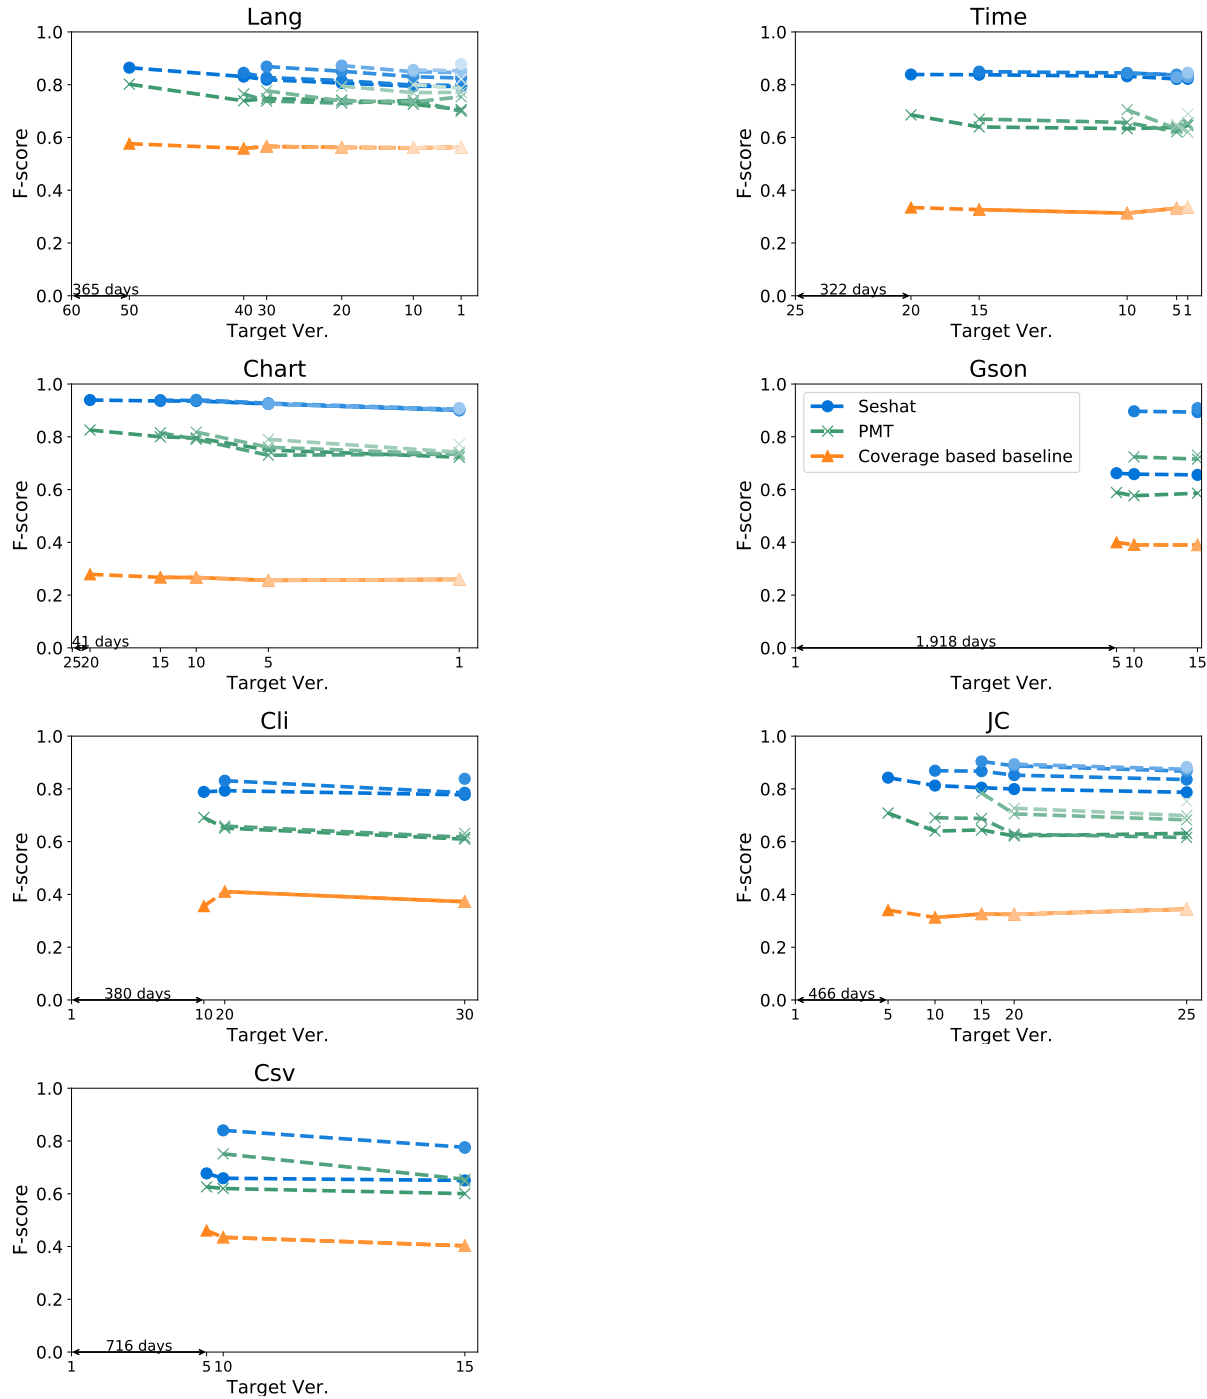 Lang
1.0
0.8
0.6
0.4
0.2
0.0
F-score
365 days
60 50 40 30 20 10 1
Target Ver.
Time
1.0
0.8
0.6
0.4
0.2
0.0
F-score
322 days
25 20 15 10 5 1
Target Ver.
Chart
1.0
0.8
0.6
0.4
0.2
0.0
F-score
41 days
25 20 15 10 5 1
Target Ver.
Gson
1.0
0.8
0.6
0.4
0.2
0.0
F-score
Seshat
PMT
Coverage based baseline
1,918 days
1 5 10 15
Target Ver.
Cli
1.0
0.8
0.6
0.4
0.2
0.0
F-score
380 days
1 10 20 30
Target Ver.
JC
1.0
0.8
0.6
0.4
0.2
0.0
F-score
466 days
1 5 10 15 20 25
Target Ver.
Csv
1.0
0.8
0.6
0.4
0.2
0.0
F-score
716 days
1 5 10 15
Target Ver.